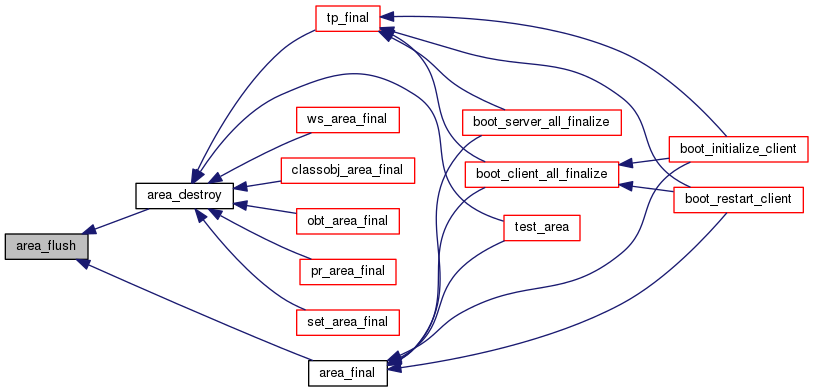 tp_final
ws_area_final
boot_server_all_finalize
boot_initialize_client
classobj_area_final
boot_client_all_finalize
area_destroy
boot_restart_client
obt_area_final
test_area
area_flush
pr_area_final
set_area_final
area_final